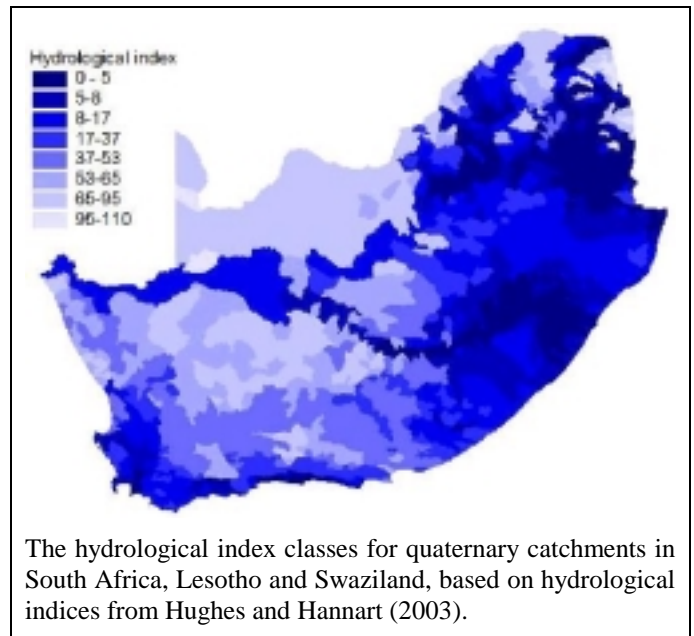 Hydrological index
0 - 5
5-8
8-17
17-37
37-53
53-65
65-95
95-110
The hydrological index classes for quaternary catchments in
South Africa, Lesotho and Swaziland, based on hydrological
indices from Hughes and Hannart (2003).